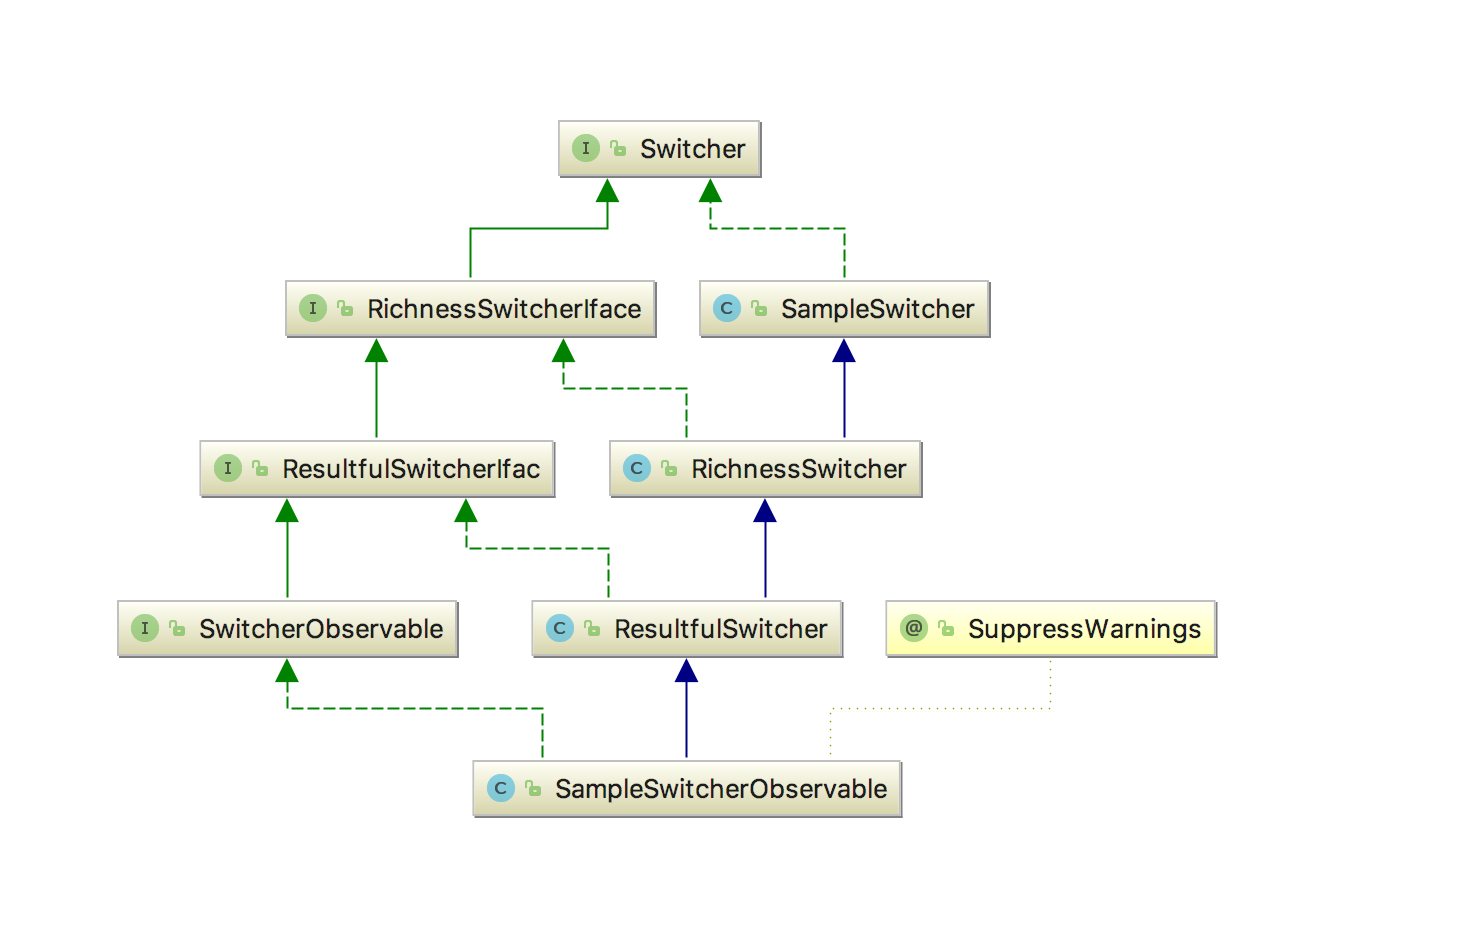 I Switcher
I RichnessSwitcherIface
C SampleSwitcher
I ResultfulSwitcherIfac
C RichnessSwitcher
I SwitcherObservable
C ResultfulSwitcher
@ SuppressWarnings
C SampleSwitcherObservable